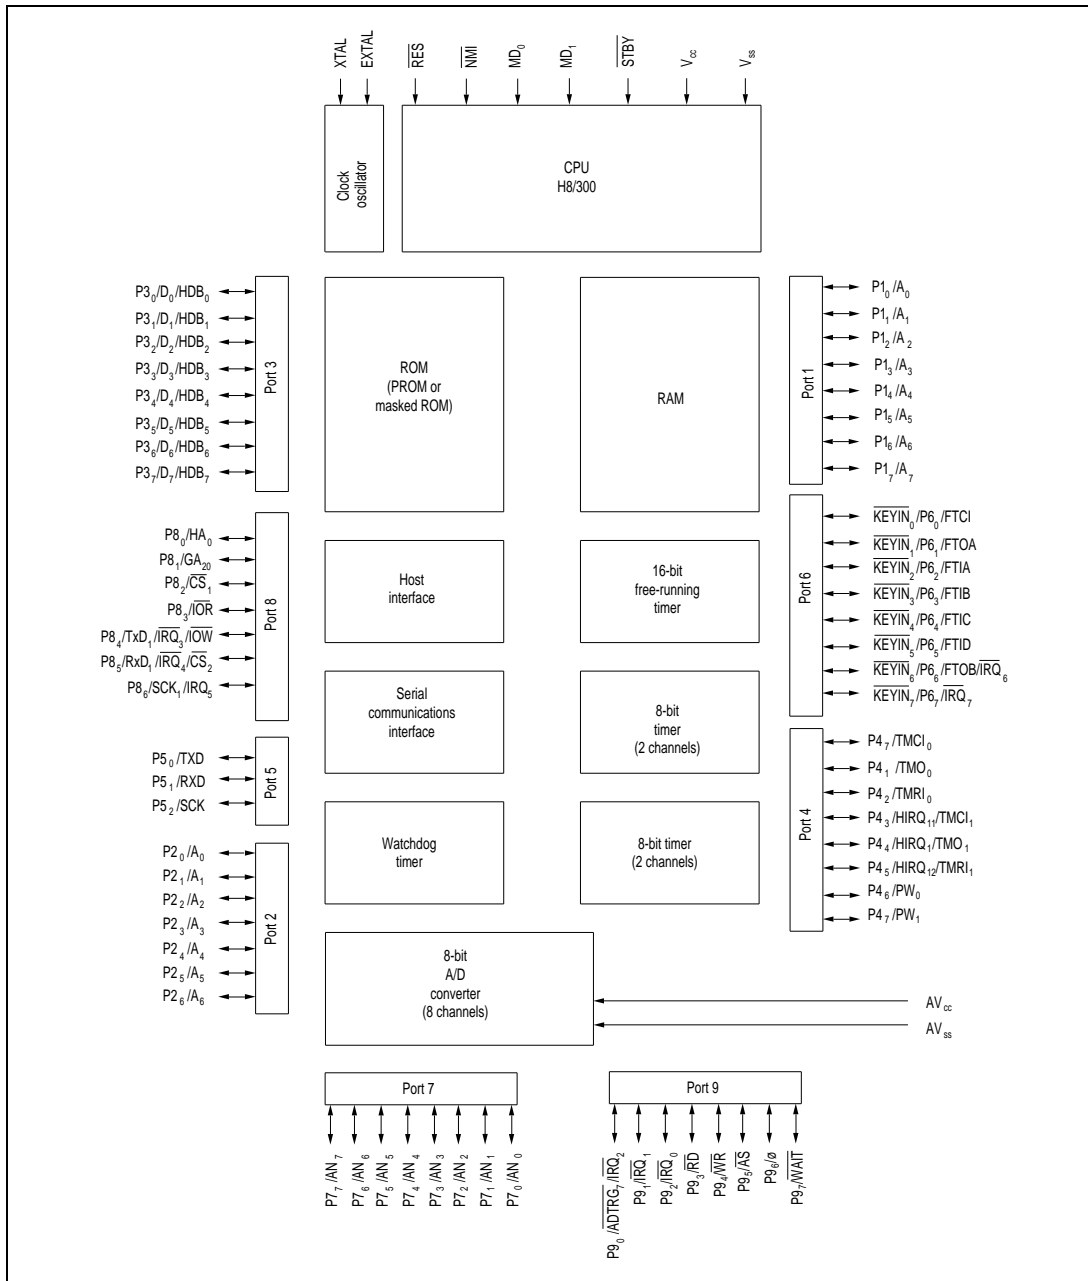 XTAL
EXTAL
RES
NMI
MD0
MD1
STBY
Vcc
Vss
Clock
oscillator
CPU
H8/300
P30/D0/HDB0
P31/D1/HDB1
P32/D2/HDB2
P33/D3/HDB3
P34/D4/HDB4
P35/D5/HDB5
P36/D6/HDB6
P37/D7/HDB7
Port 3
ROM
(PROM or
masked ROM)
RAM
Port 1
P10/A0
P11/A1
P12/A2
P13/A3
P14/A4
P15/A5
P16/A6
P17/A7
P80/HA0
P81/GA20
P82/CS1
P83/IOR
P84/TxD1/IRQ3/IOW
P85/RxD1/IRQ4/CS2
P86/SCK1/IRQ5
Port 8
Host
interface
16-bit
free-running
timer
Port 6
KEYIN0/P60/FTCI
KEYIN1/P61/FTOA
KEYIN2/P62/FTIA
KEYIN3/P63/FTIB
KEYIN4/P64/FTIC
KEYIN5/P65/FTID
KEYIN6/P66/FTOB/IRQ6
KEYIN7/P67/IRQ7
Serial
communications
interface
8-bit
timer
(2 channels)
P50/TXD
P51/RXD
P52/SCK
Port 5
Port 4
P47/TMCI0
P41/TMO0
P42/TMRI0
P43/HIRQ11/TMCI1
P44/HIRQ1/TMO1
P45/HIRQ12/TMRI1
P46/PW0
P47/PW1
Watchdog
timer
8-bit timer
(2 channels)
P20/A0
P21/A1
P22/A2
P23/A3
P24/A4
P25/A5
P26/A6
Port 2
8-bit
A/D
converter
(8 channels)
AVcc
AVss
Port 7
P77/AN7
P76/AN6
P75/AN5
P74/AN4
P73/AN3
P72/AN2
P71/AN1
P70/AN0
Port 9
P90/ADTRG7/IRQ2
P91/IRQ1
P92/IRQ0
P93/RD
P94/WR
P95/AS
P96/ø
P97/WAIT